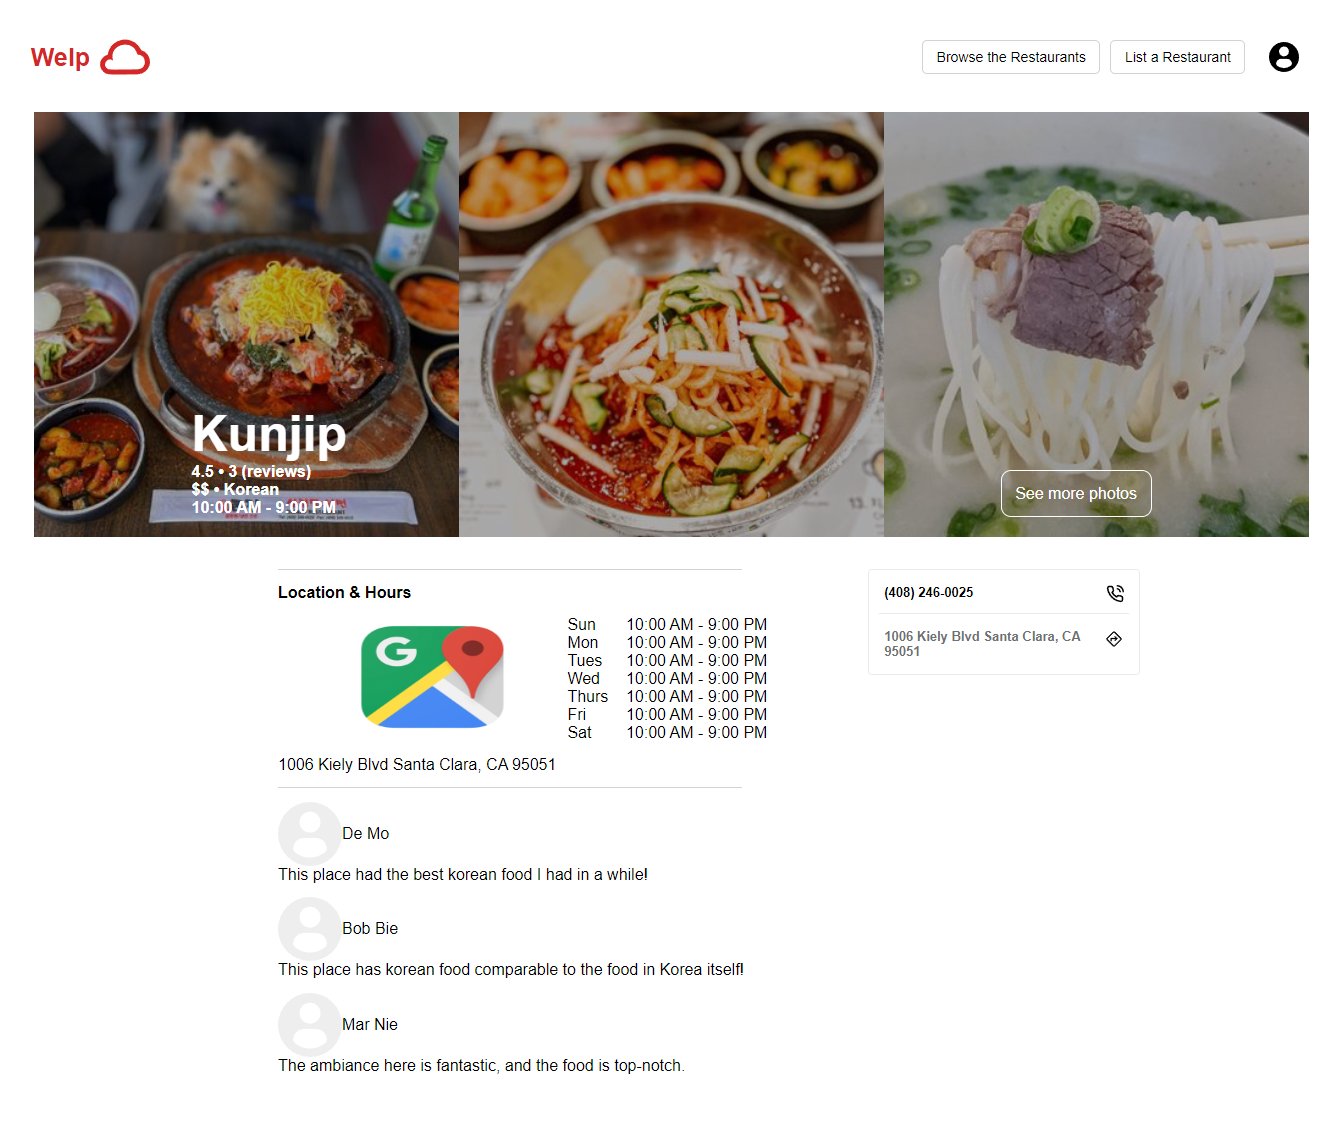 Welp
Browse the Restaurants
List a Restaurant
Kunjip
4.5 • 3 (reviews)
$$ • Korean
10:00 AM - 9:00 PM
See more photos
Location & Hours
G
Sun 10:00 AM - 9:00 PM
Mon 10:00 AM - 9:00 PM
Tues 10:00 AM - 9:00 PM
Wed 10:00 AM - 9:00 PM
Thurs 10:00 AM - 9:00 PM
Fri 10:00 AM - 9:00 PM
Sat 10:00 AM - 9:00 PM
1006 Kiely Blvd Santa Clara, CA 95051
(408) 246-0025
1006 Kiely Blvd Santa Clara, CA
95051
De Mo
This place had the best korean food I had in a while!
Bob Bie
This place has korean food comparable to the food in Korea itself!
Mar Nie
The ambiance here is fantastic, and the food is top-notch.